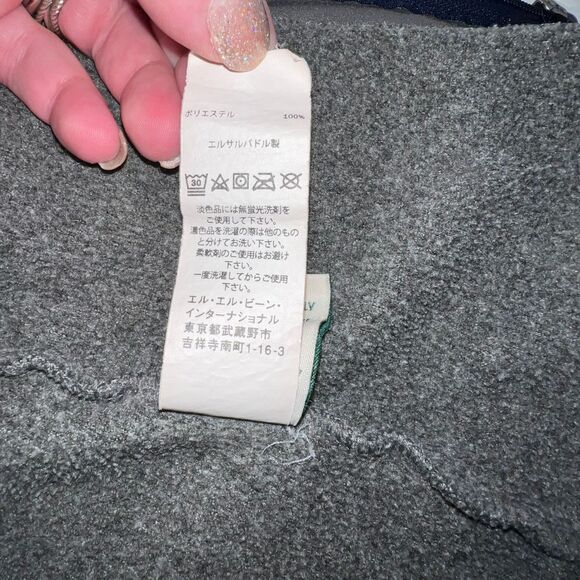 ポリエステル 100%
エルサルバドル製
30
淡色品には無蛍光洗剤を
ご使用して下さい。
濃色品を洗濯の際は他のもの
と分けてお洗い下さい。
柔軟剤のご使用はお避け
下さい。
一度洗濯してからご使用
下さい。
エル・エル・ビーン・
インターナショナル
東京都武蔵野市
吉祥寺南町1-16-3
LY